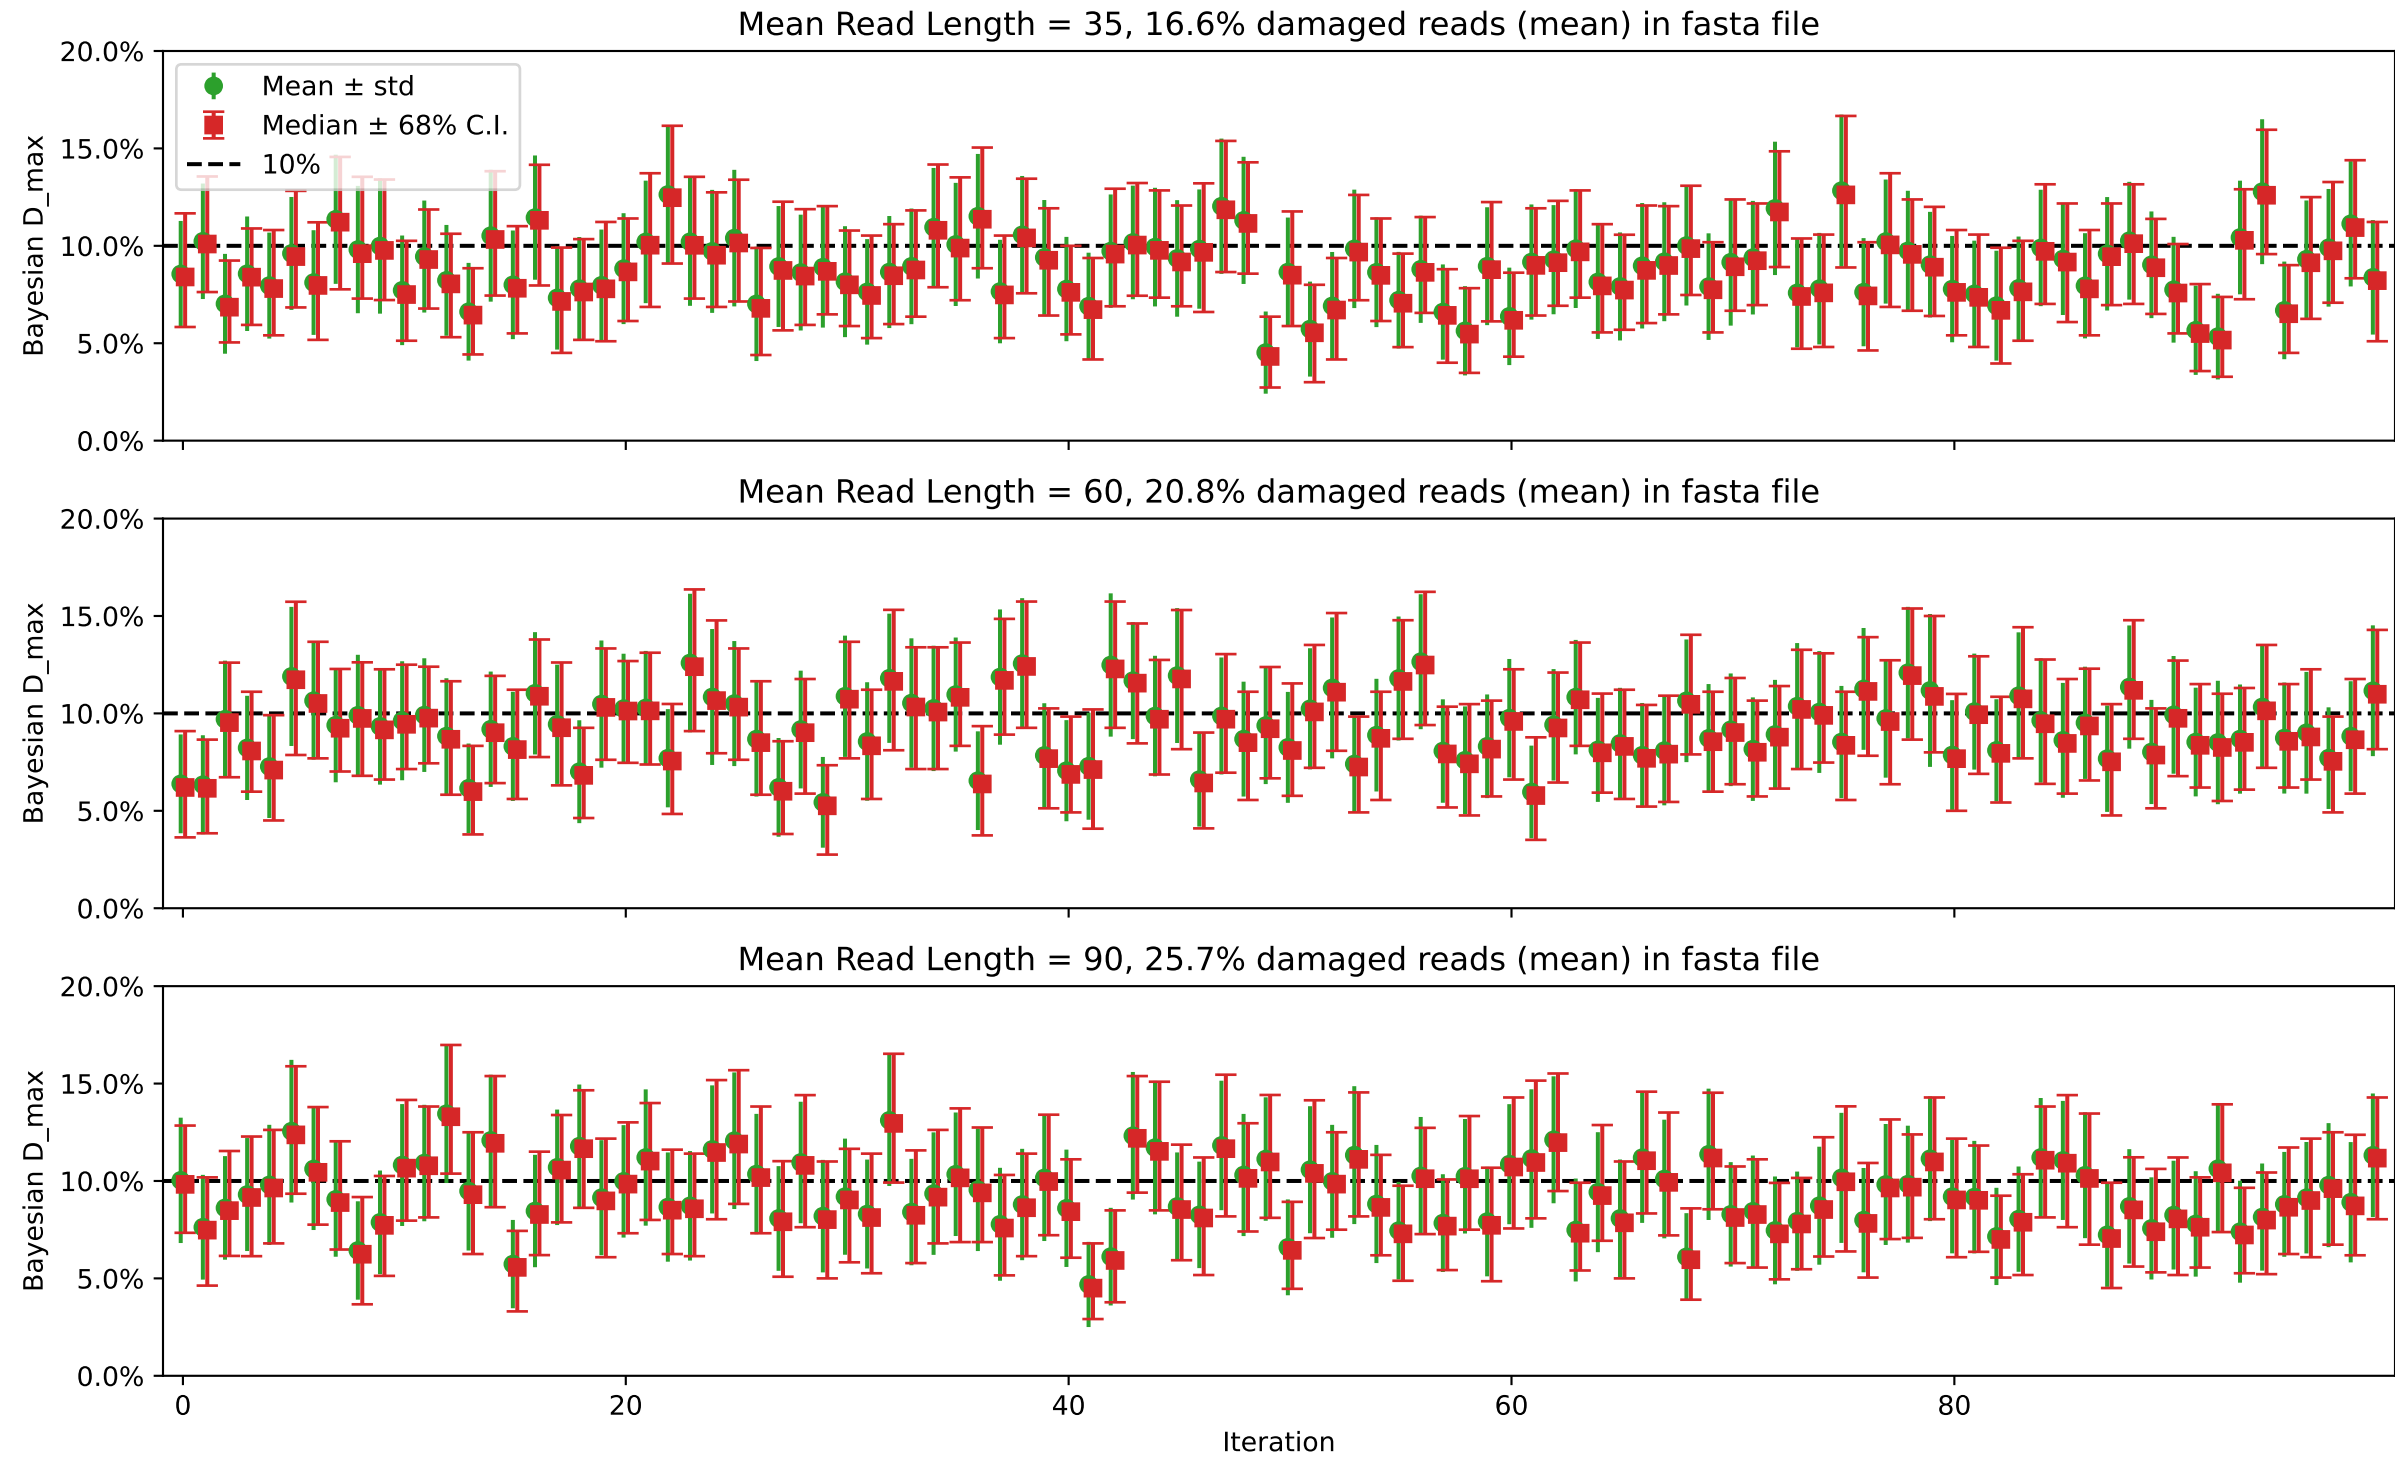 Mean Read Length = 35, 16.6% damaged reads (mean) in fasta file
20.0%
15.0%
10.0%
5.0%
0.0%
Bayesian D_max
Mean ± std
Median ± 68% C.I.
10%
Mean Read Length = 60, 20.8% damaged reads (mean) in fasta file
20.0%
15.0%
10.0%
5.0%
0.0%
Bayesian D_max
Mean Read Length = 90, 25.7% damaged reads (mean) in fasta file
20.0%
15.0%
10.0%
5.0%
0.0%
Bayesian D_max
0 20 40 60 80
Iteration